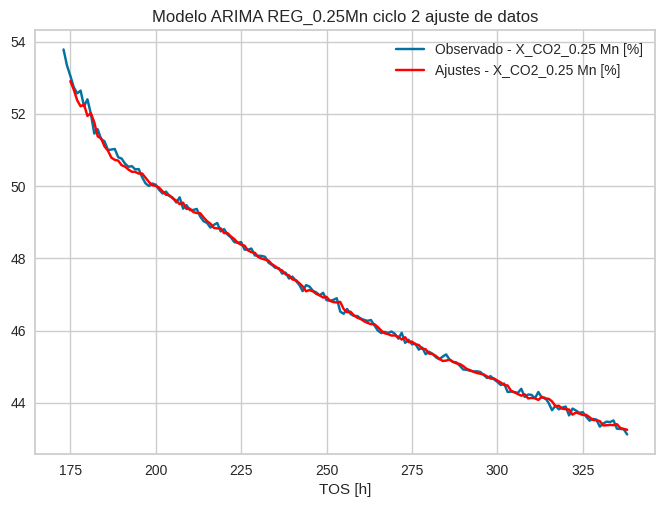 Modelo ARIMA REG_0.25Mn ciclo 2 ajuste de datos
Observado - X_CO2_0.25 Mn [%]
Ajustes - X_CO2_0.25 Mn [%]
54
52
50
48
46
44
175 200 225 250 275 300 325
TOS [h]